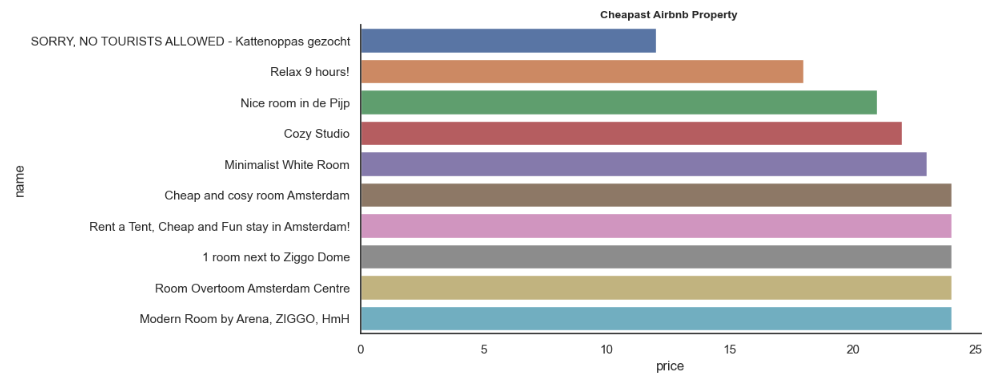 Cheapast Airbnb Property
SORRY, NO TOURISTS ALLOWED - Kattenoppas gezocht
Relax 9 hours!
Nice room in de Pijp
Cozy Studio
Minimalist White Room
Cheap and cosy room Amsterdam
Rent a Tent, Cheap and Fun stay in Amsterdam!
1 room next to Ziggo Dome
Room Overtoom Amsterdam Centre
Modern Room by Arena, ZIGGO, HmH
name
0 5 10 15 20 25
price